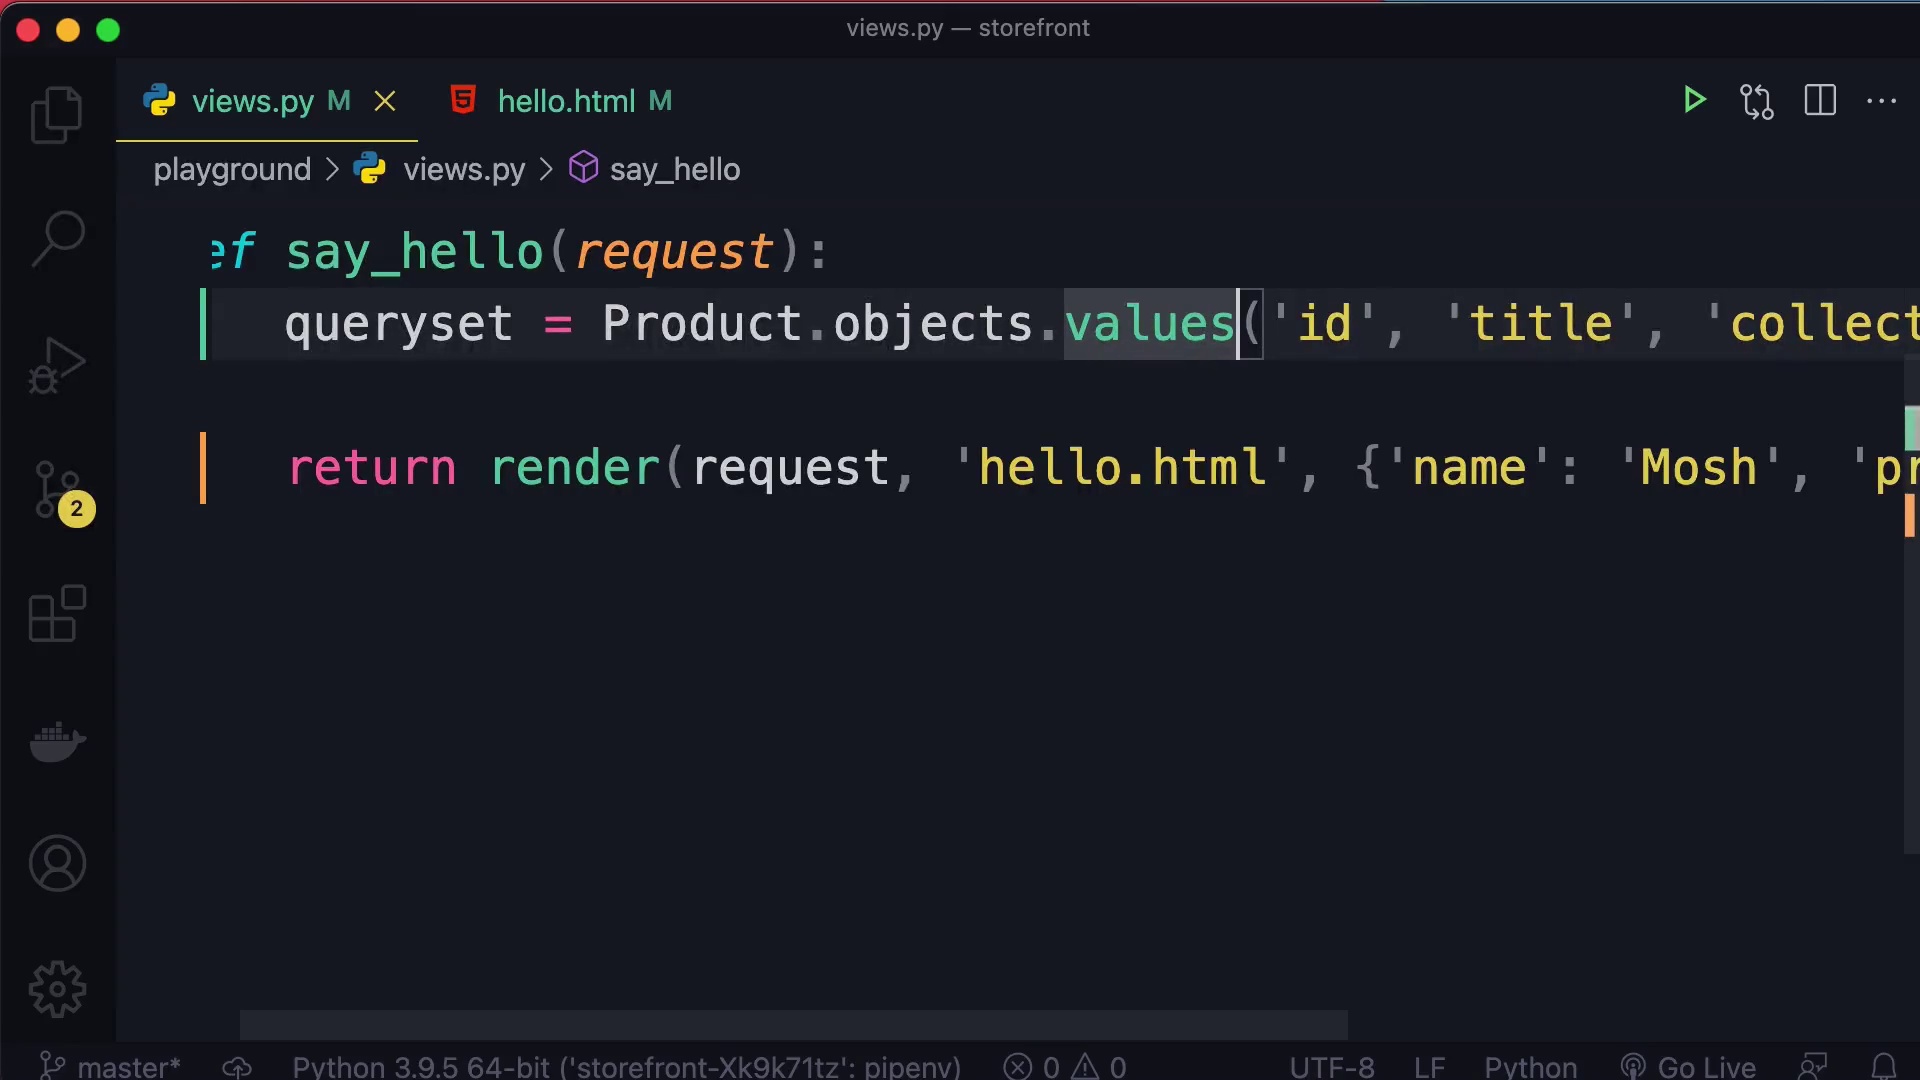 views.py — storefront
views.py M hello.html M
playground > views.py > say_hello
ef say_hello(request):
queryset = Product.objects.values('id', 'title', 'collect
return render(request, 'hello.html', {'name': 'Mosh', 'pr
2
master* Python 3.9.5 64-bit ('storefront-Xk9k71tz': pipenv) 0 0 UTF-8 LF Python Go Live